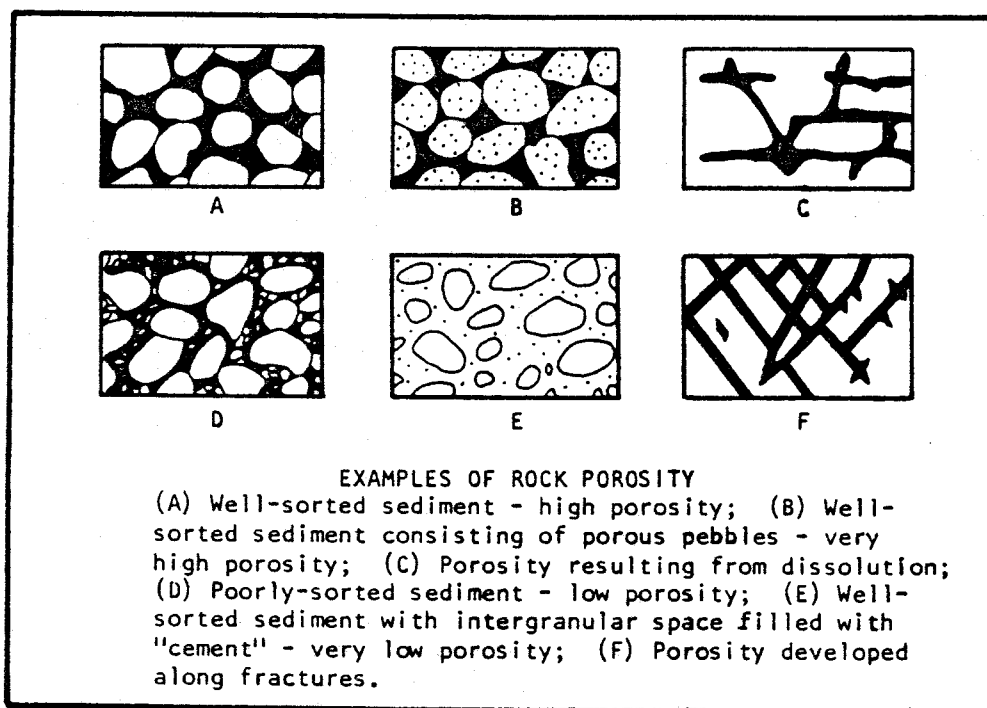 A B C
D E F
EXAMPLES OF ROCK POROSITY
(A) Well-sorted sediment - high porosity; (B) Well-
sorted sediment consisting of porous pebbles - very
high porosity; (C) Porosity resulting from dissolution;
(D) Poorly-sorted sediment - low porosity; (E) Well-
sorted sediment with intergranular space filled with
"cement" - very low porosity; (F) Porosity developed
along fractures.